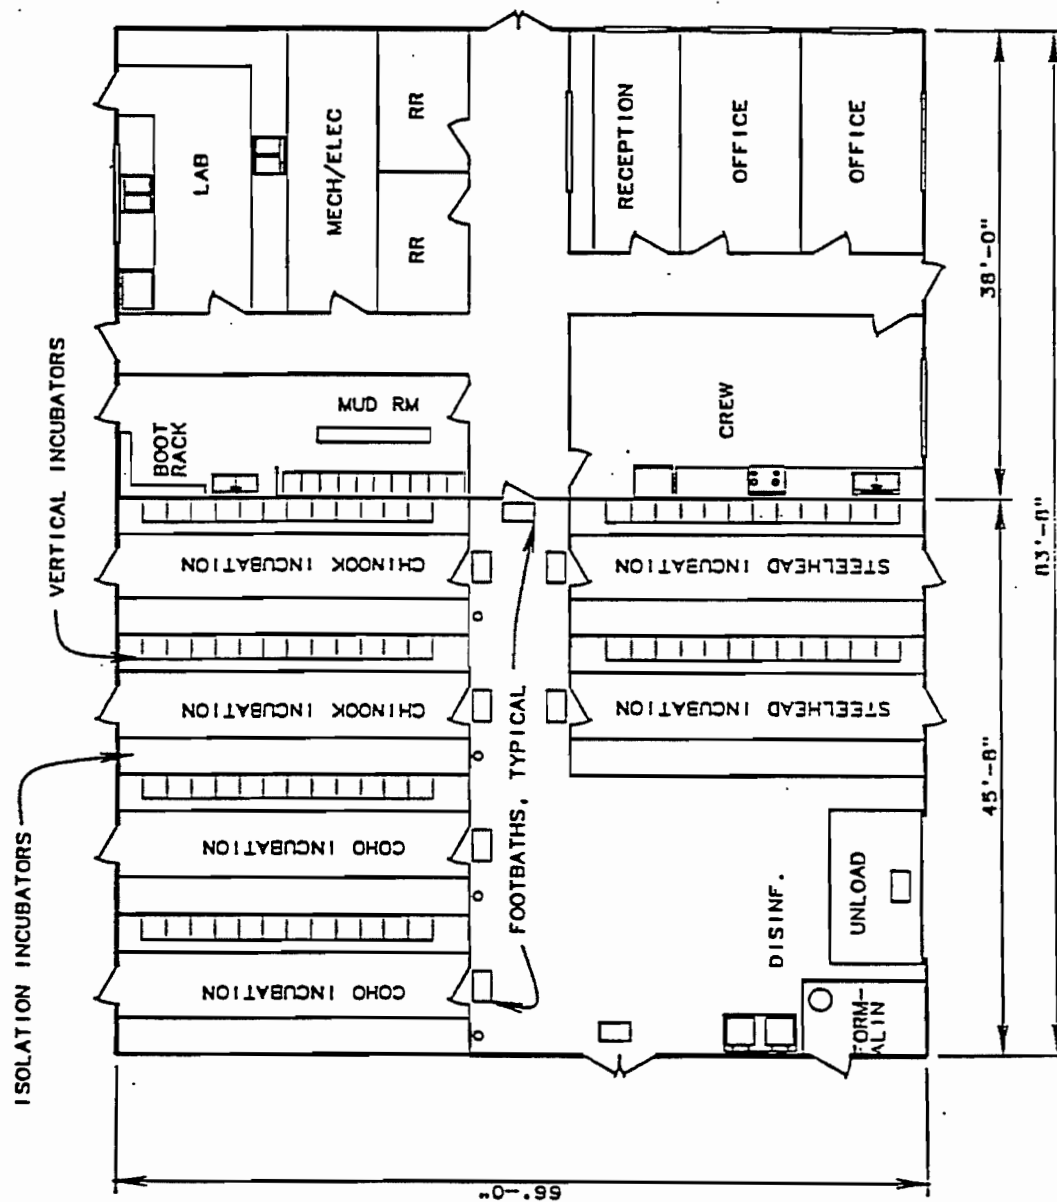 LAB
MECH/ELEC
RR
RR
RECEPTION
OFFICE
OFFICE
38'-0"
VERTICAL INCUBATORS
BOOT
RACK
MUD RM
CREW
83'-8"
CHINOOK INCUBATION
STEELHEAD INCUBATION
CHINOOK INCUBATION
STEELHEAD INCUBATION
ISOLATION INCUBATORS
FOOTBATHS, TYPICAL
45'-8"
COHO INCUBATION
COHO INCUBATION
DISINF.
UNLOAD
FORM-
ALIN
66'-0"